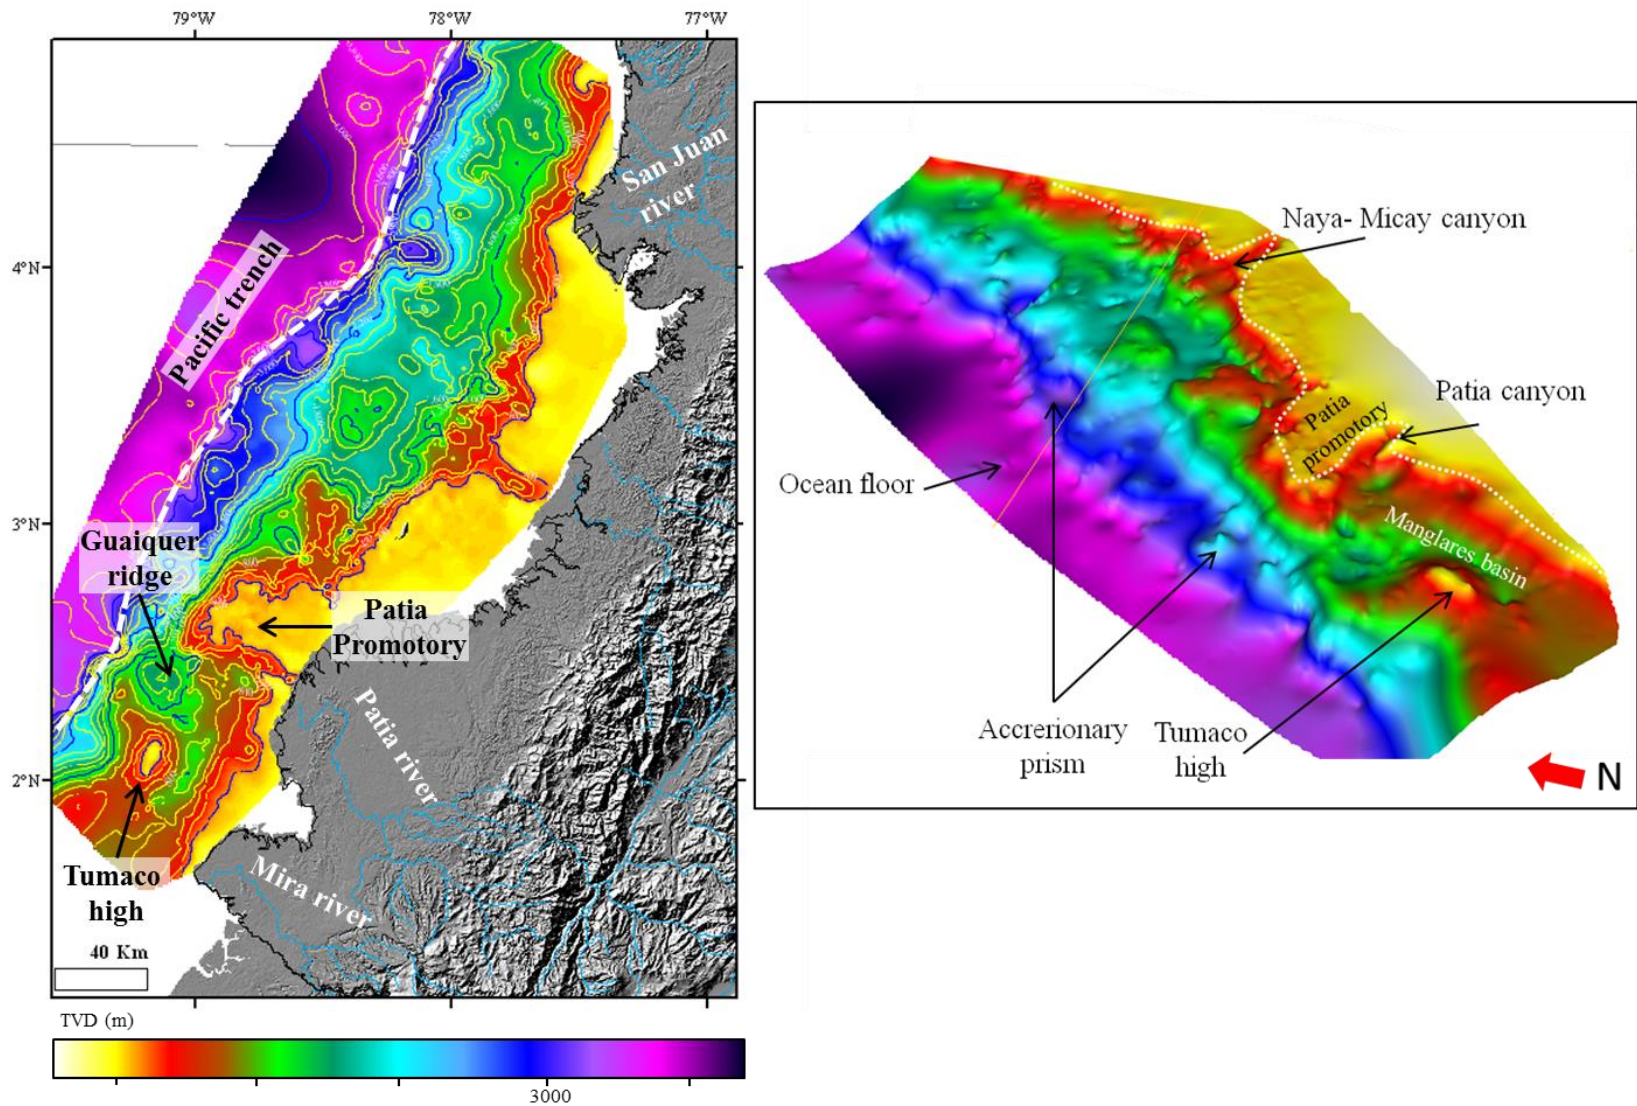 79°W
78°W
77°W
San Juan
river
4°N
Pacific trench
3°N
Guaiquer
ridge
Patia
Promotory
Patia river
2°N
Tumaco
high
Mira river
40 Km
TVD (m)
3000
Naya- Micay canyon
Patia canyon
Patia
promotory
Ocean floor
Manglares basin
Accrerionary
prism
Tumaco
high
N